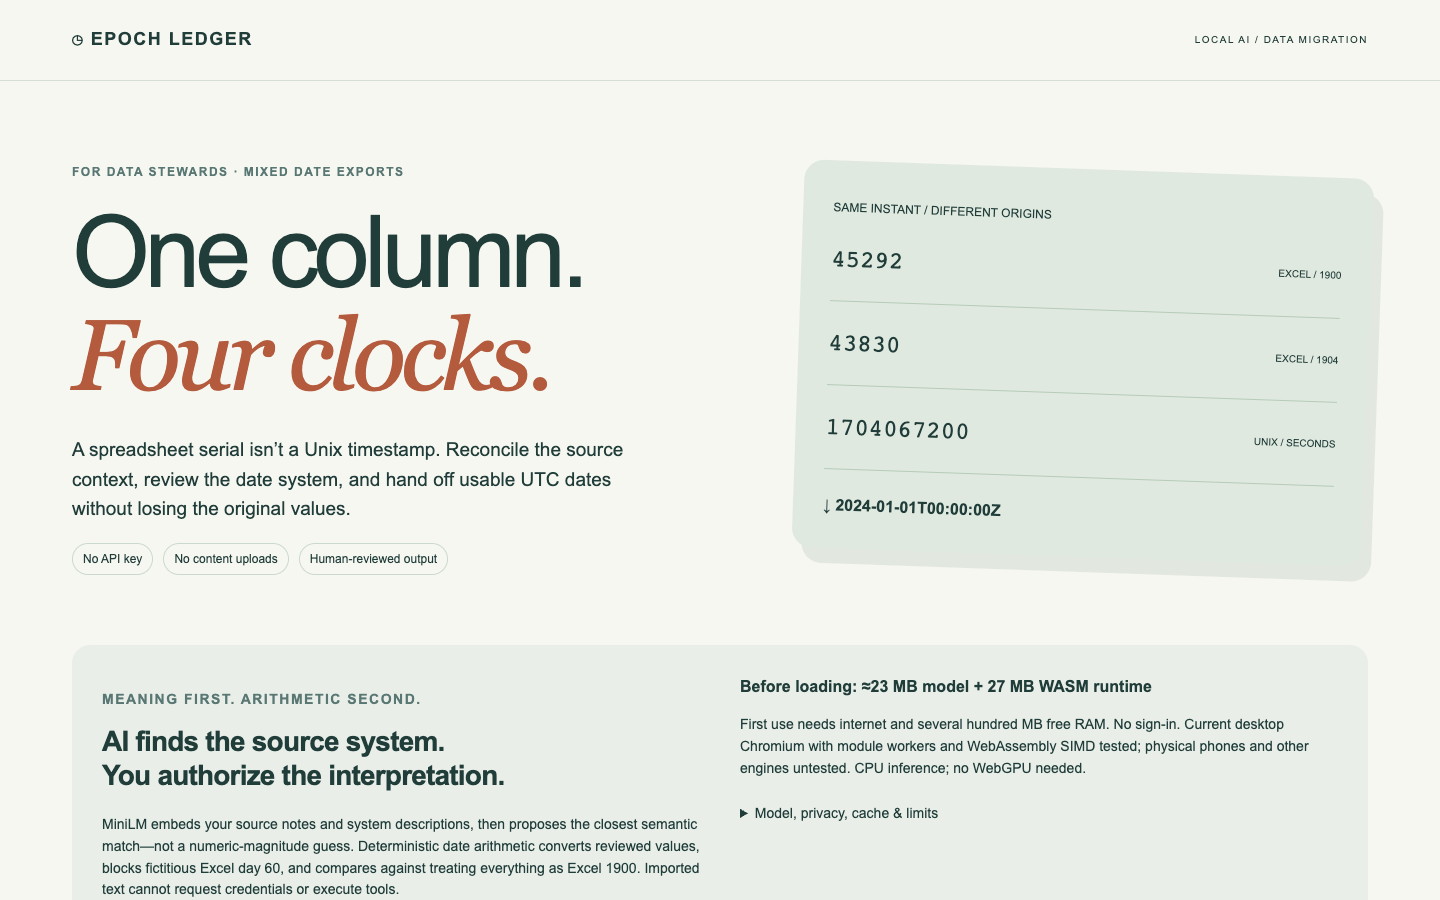 ◷ EPOCH LEDGER
LOCAL AI / DATA MIGRATION
FOR DATA STEWARDS · MIXED DATE EXPORTS
One column.
Four clocks.
A spreadsheet serial isn’t a Unix timestamp. Reconcile the source
context, review the date system, and hand off usable UTC dates
without losing the original values.
No API key
No content uploads
Human-reviewed output
SAME INSTANT / DIFFERENT ORIGINS
45292
EXCEL / 1900
43830
EXCEL / 1904
1704067200
UNIX / SECONDS
↓ 2024-01-01T00:00:00Z
MEANING FIRST. ARITHMETIC SECOND.
AI finds the source system.
You authorize the interpretation.
MiniLM embeds your source notes and system descriptions, then proposes the closest semantic
match—not a numeric-magnitude guess. Deterministic date arithmetic converts reviewed values,
blocks fictitious Excel day 60, and compares against treating everything as Excel 1900. Imported
text cannot request credentials or execute tools.
Before loading: ≈23 MB model + 27 MB WASM runtime
First use needs internet and several hundred MB free RAM. No sign-in. Current desktop
Chromium with module workers and WebAssembly SIMD tested; physical phones and other
engines untested. CPU inference; no WebGPU needed.
▶ Model, privacy, cache & limits